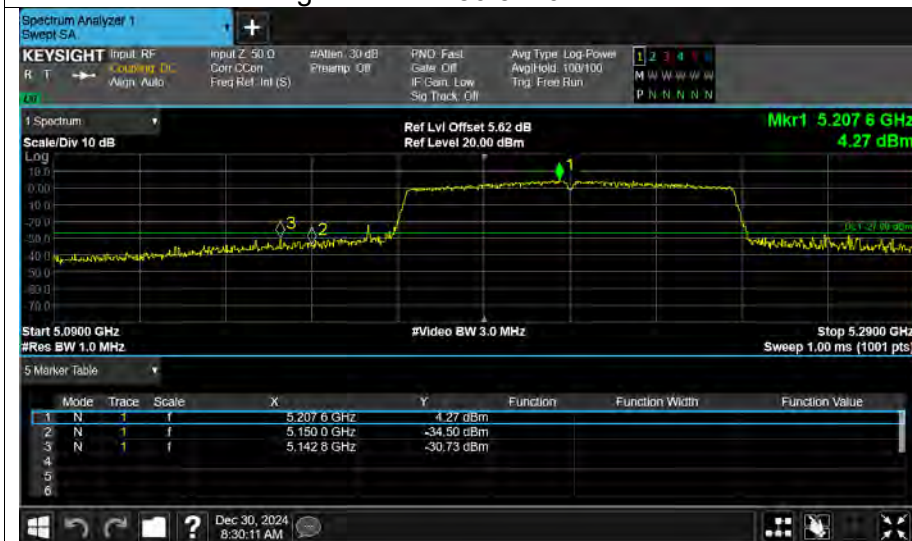 Spectrum Analyzer 1
Swept SA
+
KEYSIGHT Input: RF
R T
Coupling: DC
Align: Auto
Input Z: 50 Ω
Corr CCorr
Freq Ref: Int (S)
#Atten: 30 dB
Preamp: Off
PNO: Fast
Gate: Off
IF Gain: Low
Sig Track: Off
Avg Type: Log-Power
Avg|Hold: 100/100
Trig: Free Run
1 2 3 4 5 6
M W W W W W
P N N N N N
1 Spectrum
Scale/Div 10 dB
Ref Lvl Offset 5.62 dB
Ref Level 20.00 dBm
Mkr1 5.207 6 GHz
4.27 dBm
Log
10.0
0.00
-10.0
-20.0
-30.0
-40.0
-50.0
-60.0
-70.0
1
3
2
DL1 -27.00 dBm
Start 5.0900 GHz
#Video BW 3.0 MHz
Stop 5.2900 GHz
#Res BW 1.0 MHz
Sweep 1.00 ms (1001 pts)
5 Marker Table
Mode Trace Scale X Y Function Function Width Function Value
1 N 1 f 5.207 6 GHz 4.27 dBm
2 N 1 f 5.150 0 GHz -34.50 dBm
3 N 1 f 5.142 8 GHz -30.73 dBm
4
5
6
?
Dec 30, 2024
8:30:11 AM